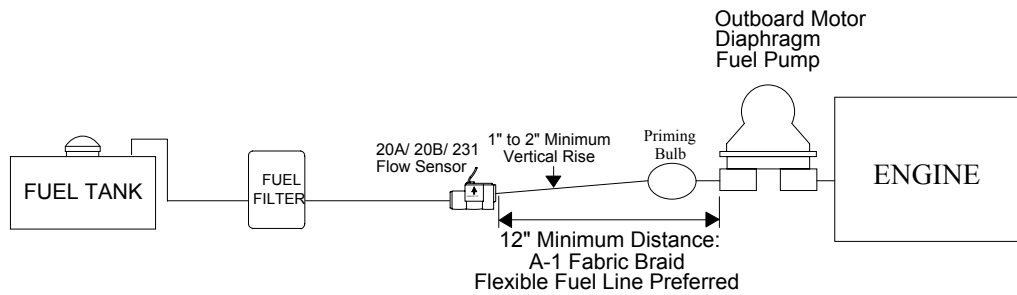 Outboard Motor
Diaphragm
Fuel Pump
20A/ 20B/ 231
Flow Sensor
1" to 2" Minimum
Vertical Rise
Priming
Bulb
FUEL TANK
FUEL
FILTER
ENGINE
12" Minimum Distance:
A-1 Fabric Braid
Flexible Fuel Line Preferred